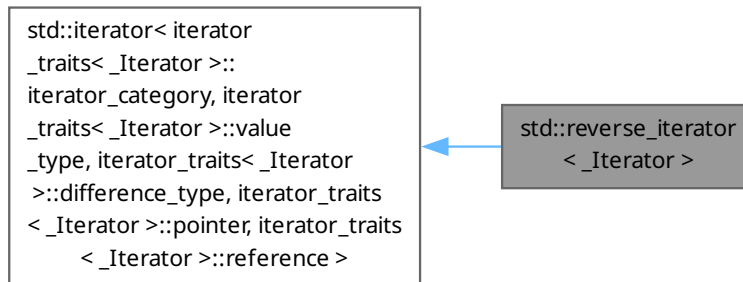 std::iterator< iterator
_traits< _Iterator >::
iterator_category, iterator
_traits< _Iterator >::value
_type, iterator_traits< _Iterator
>::difference_type, iterator_traits
< _Iterator >::pointer, iterator_traits
< _Iterator >::reference >
std::reverse_iterator
< _Iterator >